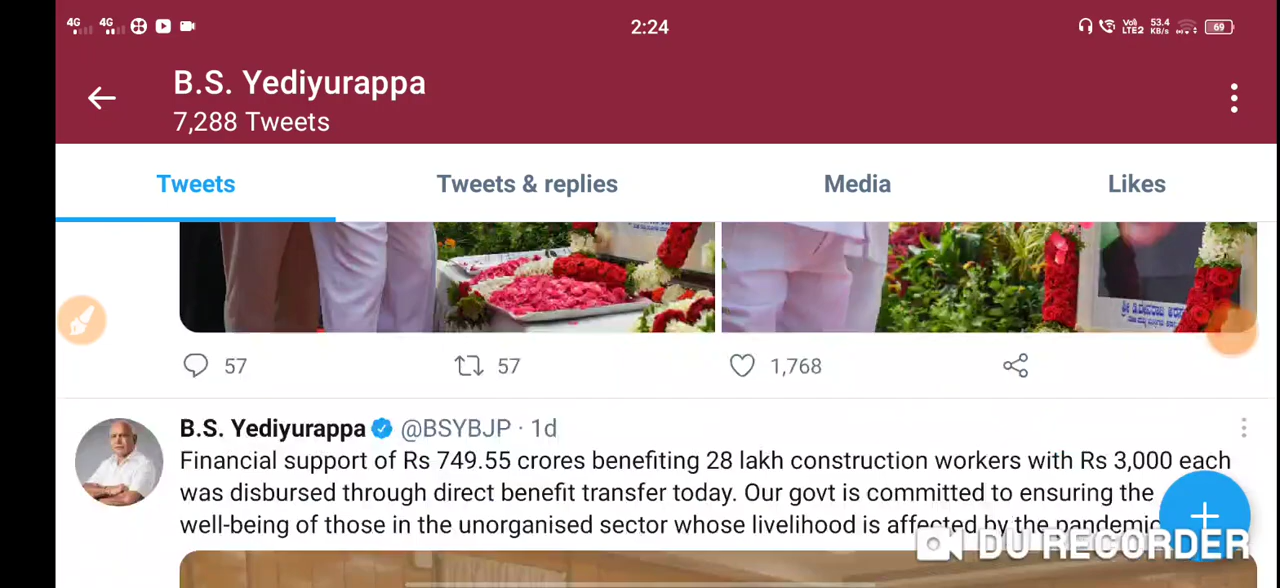 4G 4G 2:24 Vo) LTE2 53.4 KB/s 69
B.S. Yediyurappa
7,288 Tweets
Tweets Tweets & replies Media Likes
57 57 1,768
B.S. Yediyurappa @BSYBJP · 1d
Financial support of Rs 749.55 crores benefiting 28 lakh construction workers with Rs 3,000 each
was disbursed through direct benefit transfer today. Our govt is committed to ensuring the
well-being of those in the unorganised sector whose livelihood is affected by the pandemic
DU RECORDER